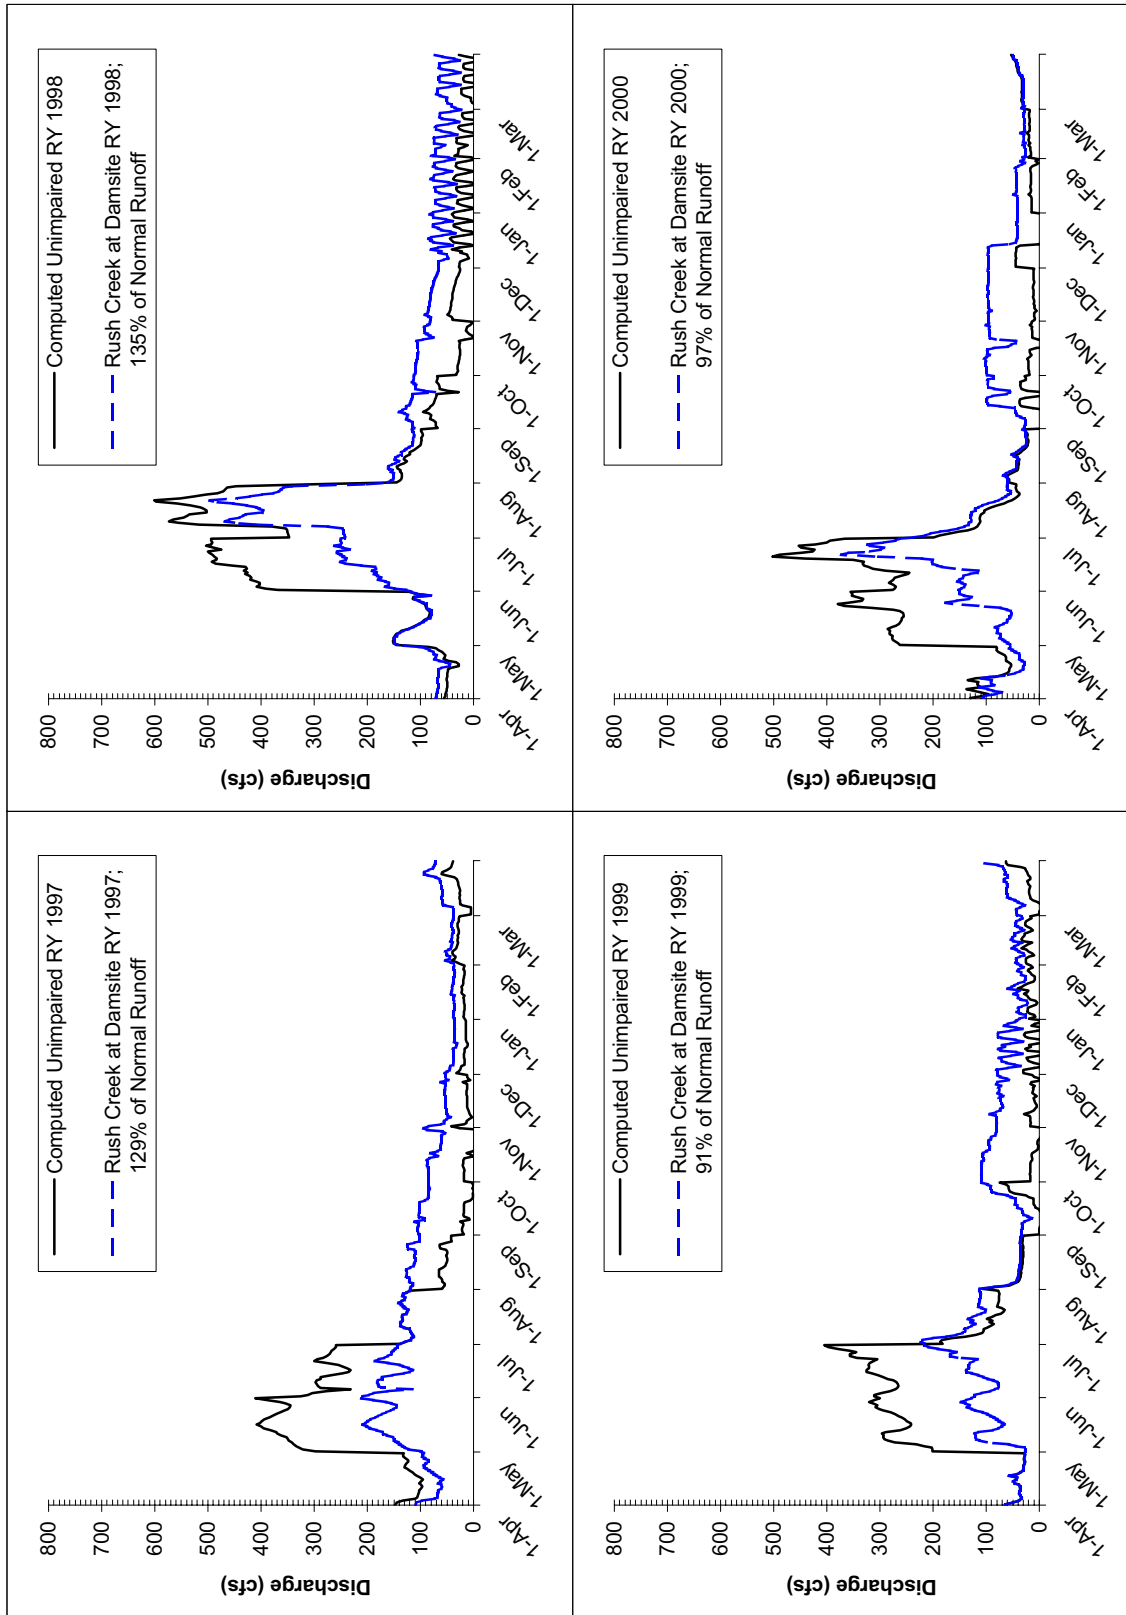 Computed Unimpaired RY 1997
Rush Creek at Damsite RY 1997;
129% of Normal Runoff
800
700
600
500
400
300
200
100
0
Discharge (cfs)
1-Apr
1-May
1-Jun
1-Jul
1-Aug
1-Sep
1-Oct
1-Nov
1-Dec
1-Jan
1-Feb
1-Mar
Computed Unimpaired RY 1998
Rush Creek at Damsite RY 1998;
135% of Normal Runoff
800
700
600
500
400
300
200
100
0
Discharge (cfs)
1-Apr
1-May
1-Jun
1-Jul
1-Aug
1-Sep
1-Oct
1-Nov
1-Dec
1-Jan
1-Feb
1-Mar
Computed Unimpaired RY 1999
Rush Creek at Damsite RY 1999;
91% of Normal Runoff
800
700
600
500
400
300
200
100
0
Discharge (cfs)
1-Apr
1-May
1-Jun
1-Jul
1-Aug
1-Sep
1-Oct
1-Nov
1-Dec
1-Jan
1-Feb
1-Mar
Computed Unimpaired RY 2000
Rush Creek at Damsite RY 2000;
97% of Normal Runoff
800
700
600
500
400
300
200
100
0
Discharge (cfs)
1-Apr
1-May
1-Jun
1-Jul
1-Aug
1-Sep
1-Oct
1-Nov
1-Dec
1-Jan
1-Feb
1-Mar